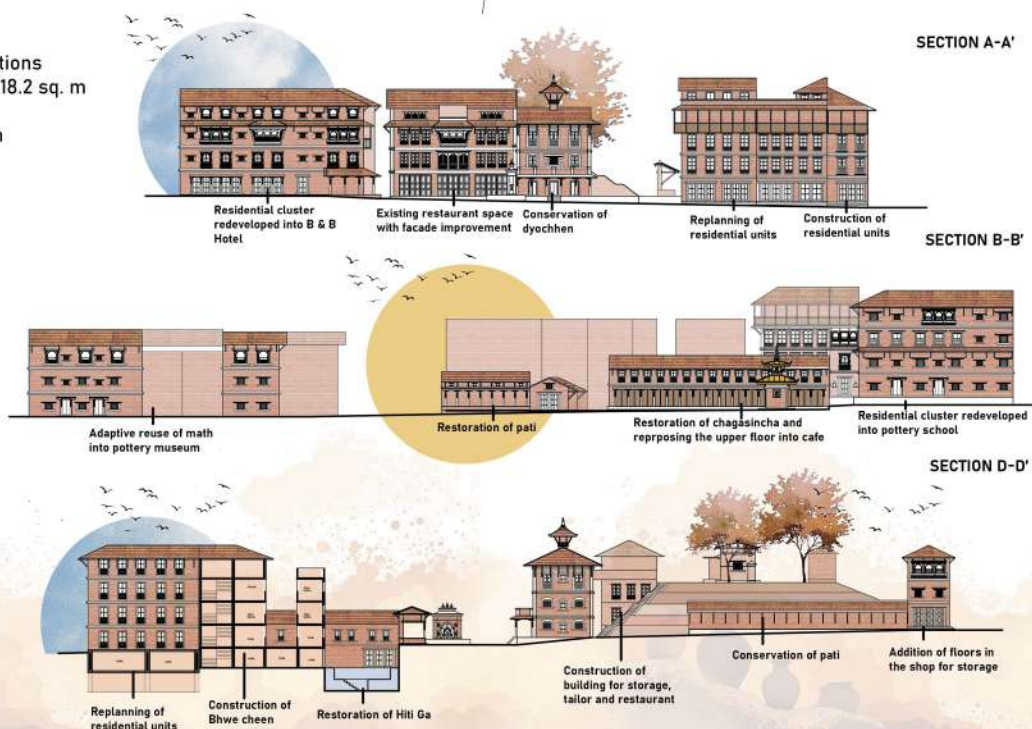 tions
18.2 sq. m
SECTION A-A'
Residential cluster
redeveloped into B & B
Hotel
Existing restaurant space
with facade improvement
Conservation of
dyochhen
Replanning of
residential units
Construction of
residential units
SECTION B-B'
Adaptive reuse of math
into pottery museum
Restoration of pati
Restoration of chagasincha and
reprposing the upper floor into cafe
Residential cluster redeveloped
into pottery school
SECTION D-D'
Replanning of
residential units
Construction of
Bhwe cheen
Restoration of Hiti Ga
Construction of
building for storage,
tailor and restaurant
Conservation of pati
Addition of floors in
the shop for storage